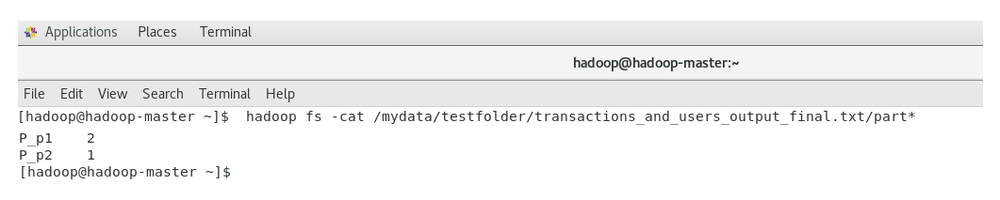 Applications Places Terminal
hadoop@hadoop-master:~
File Edit View Search Terminal Help
[hadoop@hadoop-master ~]$  hadoop fs -cat /mydata/testfolder/transactions_and_users_output_final.txt/part*
P_p1    2
P_p2    1
[hadoop@hadoop-master ~]$